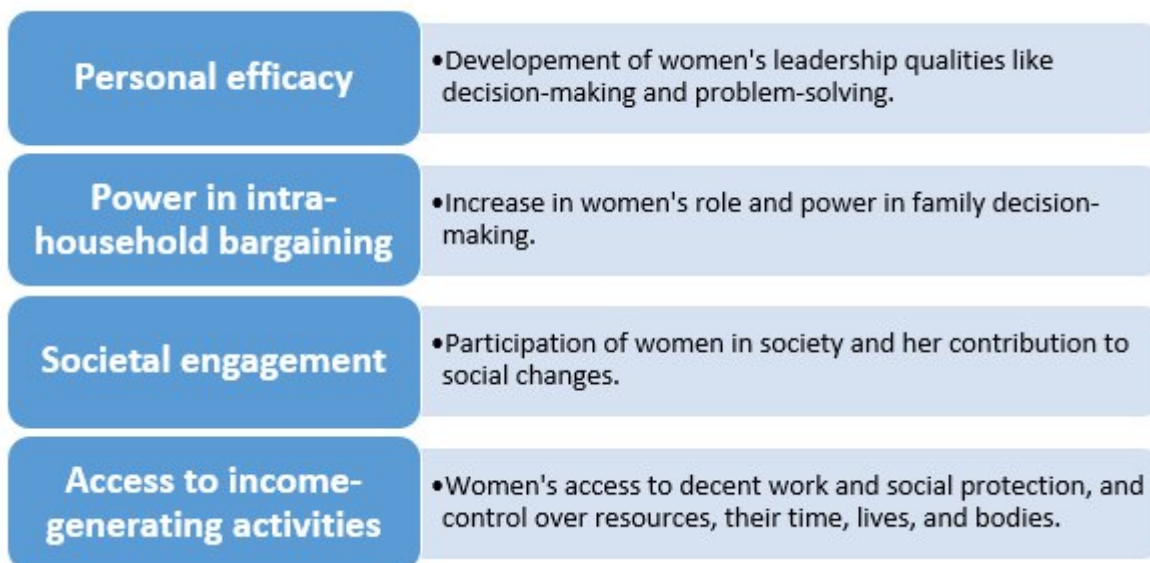 Personal efficacy
•Developement of women's leadership qualities like
decision-making and problem-solving.
Power in intra-
household bargaining
•Increase in women's role and power in family decision-
making.
Societal engagement
•Participation of women in society and her contribution to
social changes.
Access to income-
generating activities
•Women's access to decent work and social protection, and
control over resources, their time, lives, and bodies.